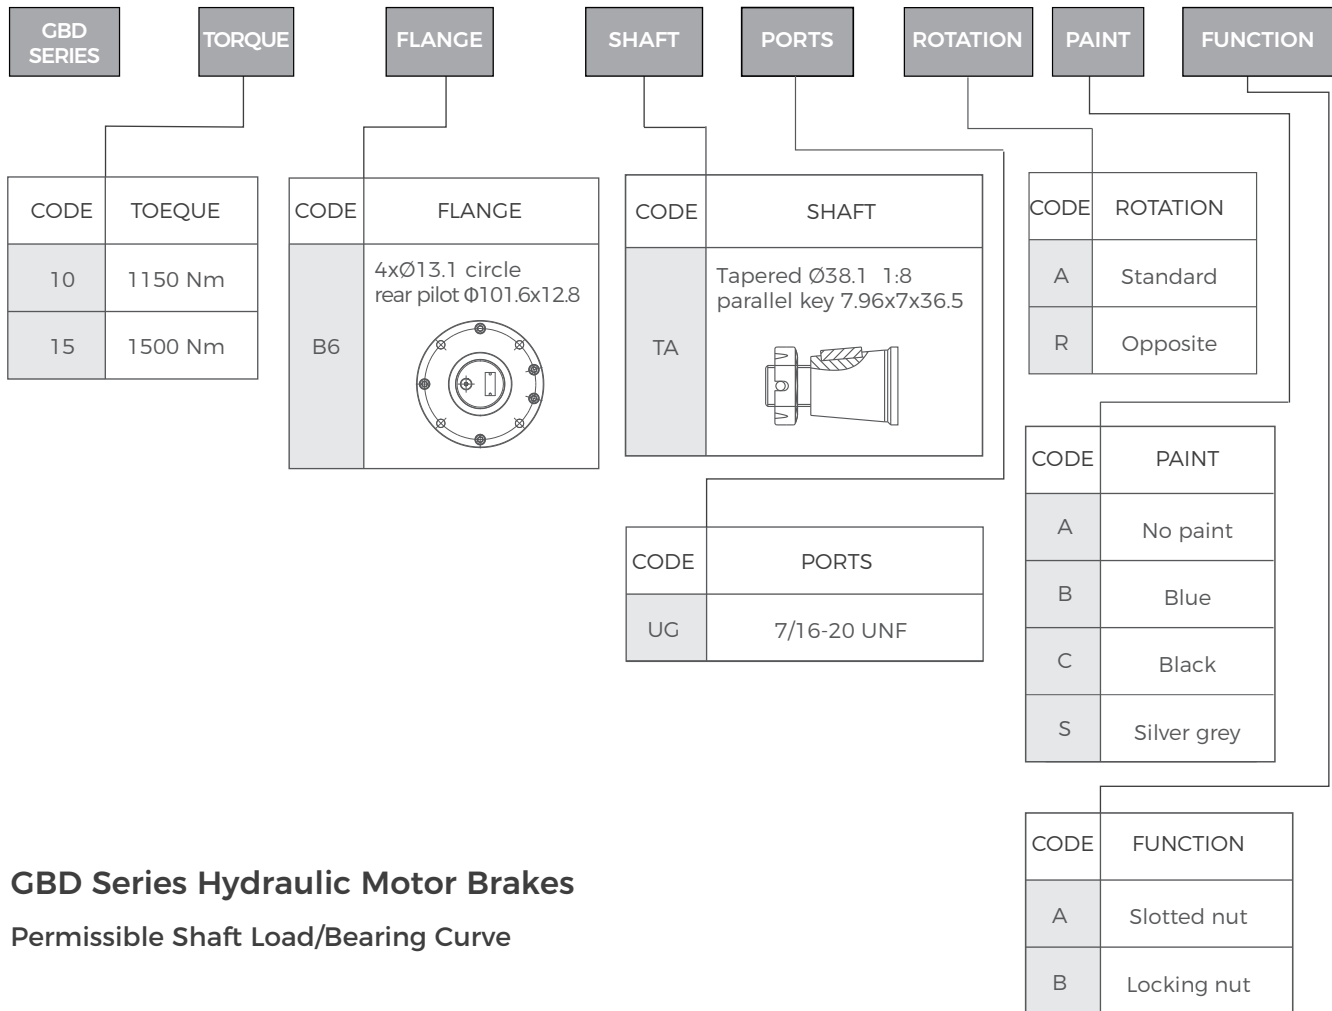 GBD
SERIES
TORQUE
FLANGE
SHAFT
PORTS
ROTATION
PAINT
FUNCTION
CODE TOEQUE
10 1150 Nm
15 1500 Nm
CODE FLANGE
B6
4xØ13.1 circle
rear pilot Φ101.6x12.8
CODE SHAFT
TA
Tapered Ø38.1 1:8
parallel key 7.96x7x36.5
CODE PORTS
UG 7/16-20 UNF
CODE ROTATION
A Standard
R Opposite
CODE PAINT
A No paint
B Blue
C Black
S Silver grey
CODE FUNCTION
A Slotted nut
B Locking nut
GBD Series Hydraulic Motor Brakes
Permissible Shaft Load/Bearing Curve